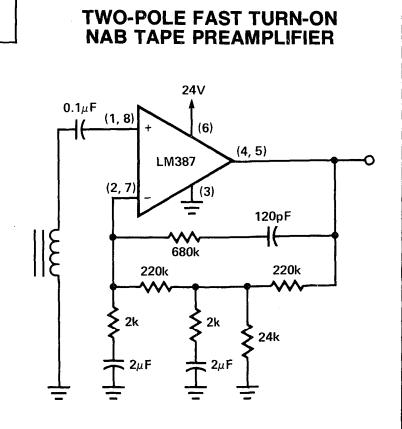 TWO-POLE FAST TURN-ON
NAB TAPE PREAMPLIFIER
24V
0.1μF
(1, 8)
+
(6)
LM387
(4, 5)
(2, 7)
−
(3)
120pF
680k
220k
220k
2k
2k
24k
2μF
2μF